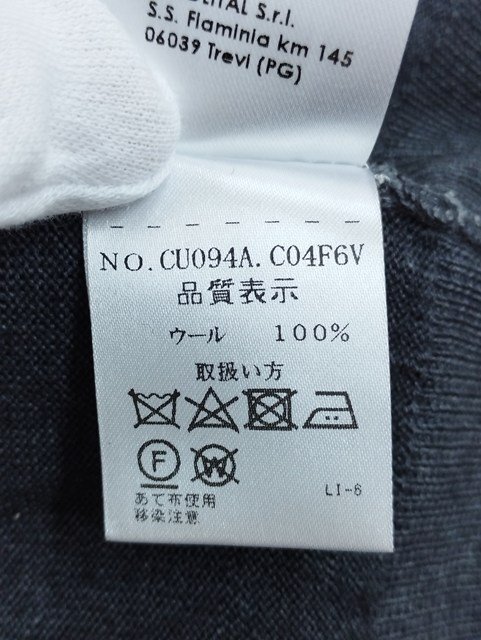 S.r.l.
S.S. Flaminia km 145
06039 Trevi (PG)
NO. CU094A. C04F6V
品質表示
ウール 100%
取扱い方
F
W
あて布使用
移染注意
LI-6